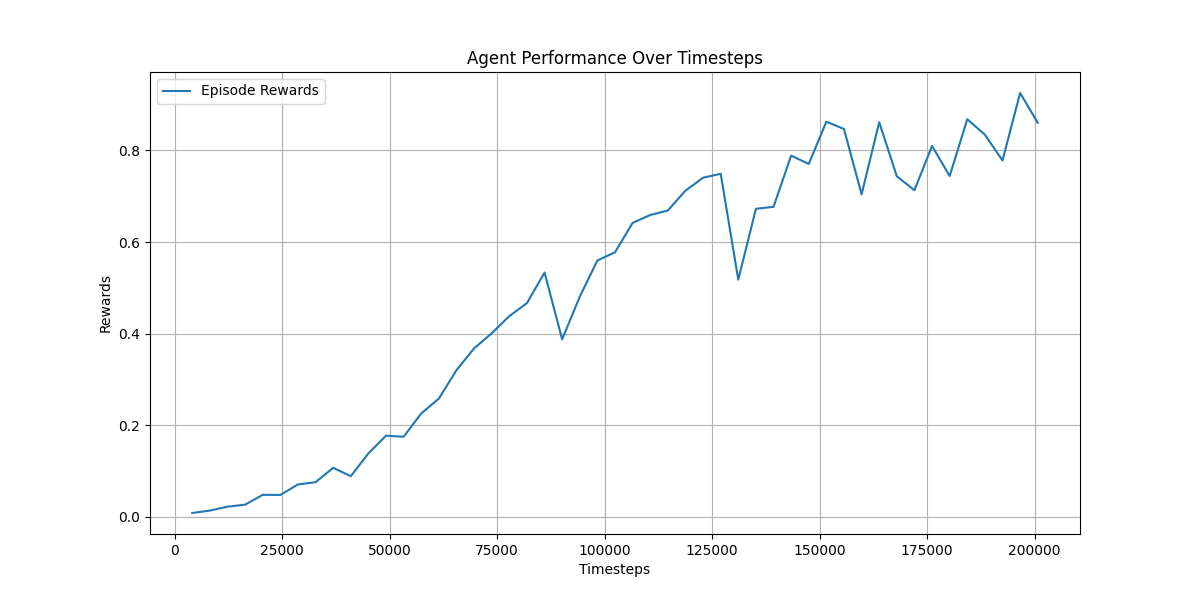 Agent Performance Over Timesteps
Episode Rewards
Rewards
0.8
0.6
0.4
0.2
0.0
0 25000 50000 75000 100000 125000 150000 175000 200000
Timesteps